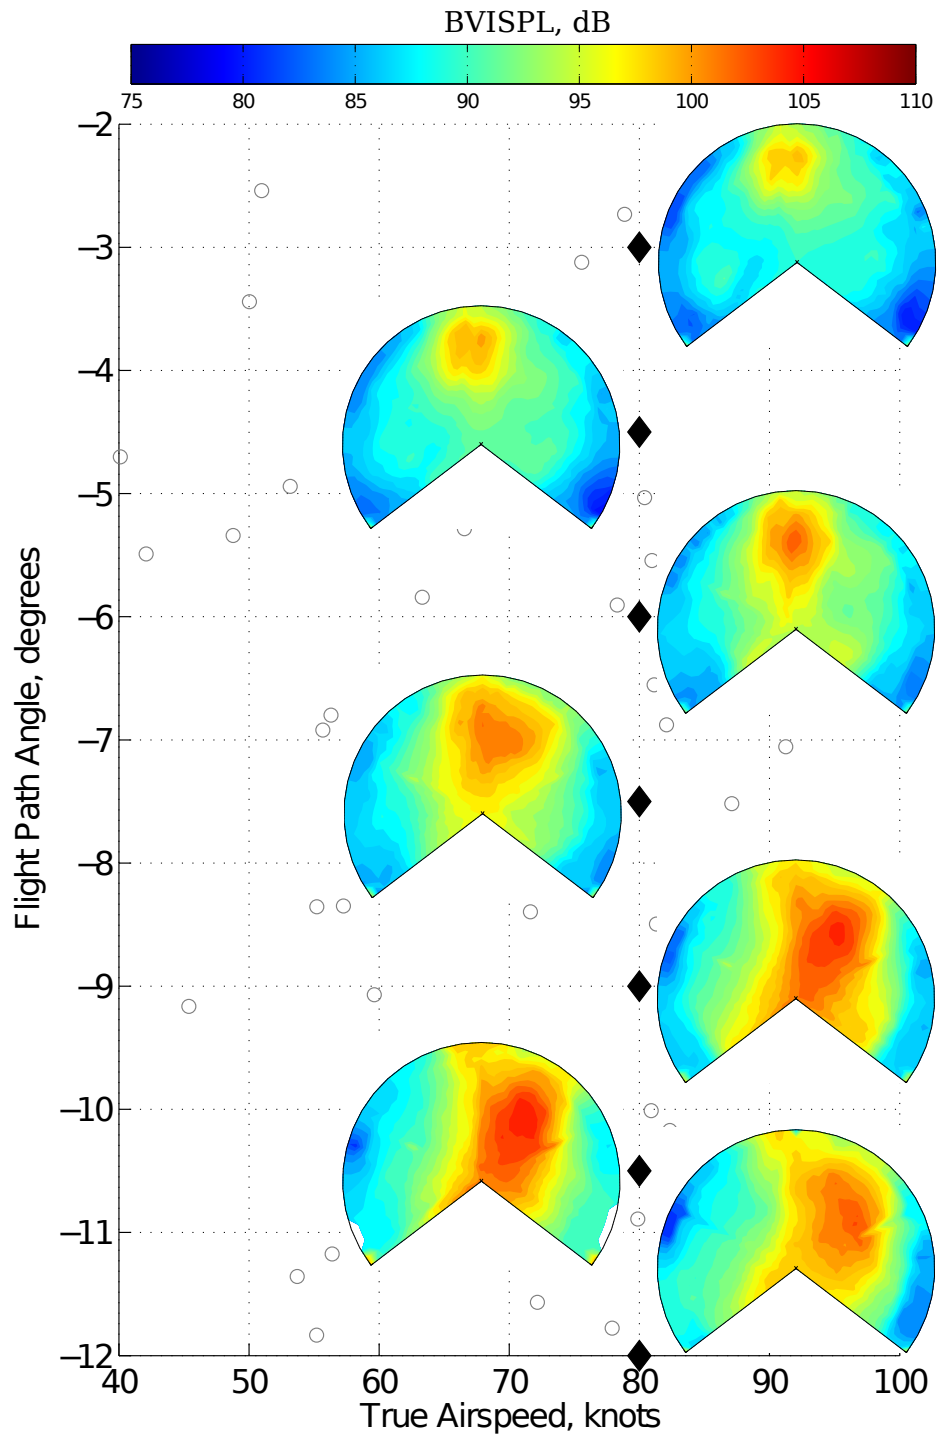 BVISPL, dB
75 80 85 90 95 100 105 110
−2
−3
−4
−5
−6
−7
−8
−9
−10
−11
−12
Flight Path Angle, degrees
40 50 60 70 80 90 100
True Airspeed, knots